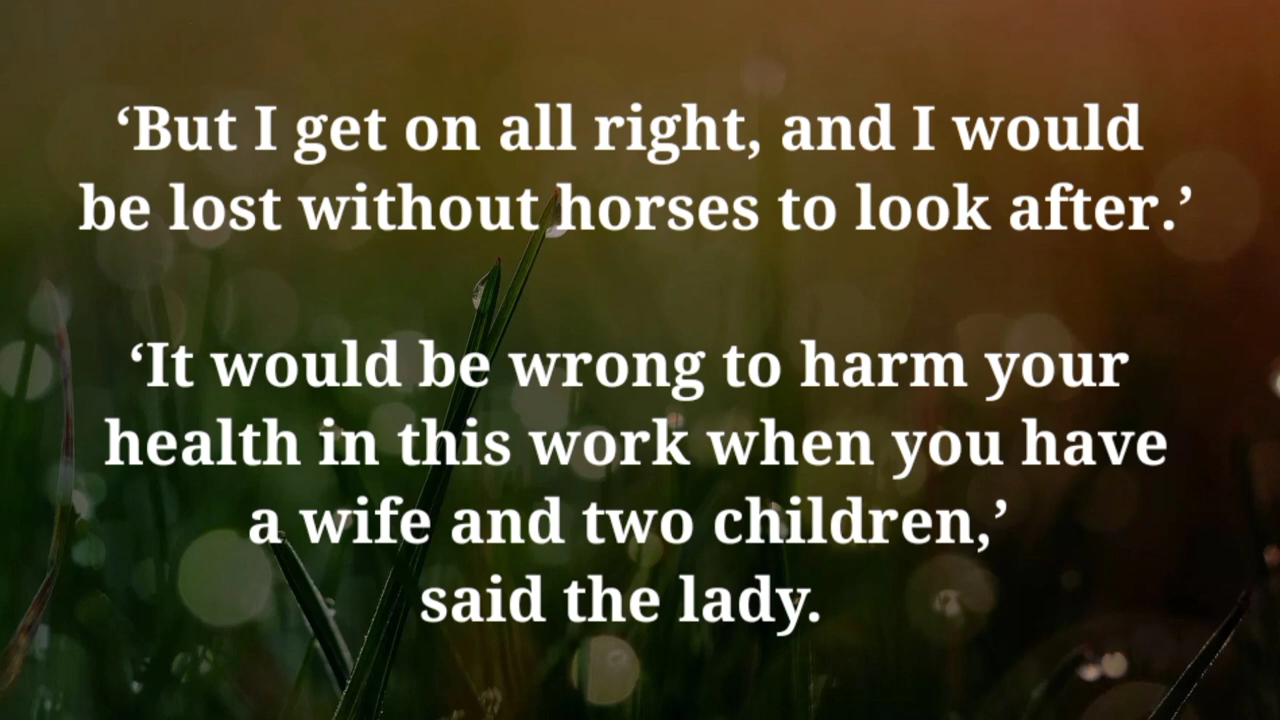 ‘But I get on all right, and I would
be lost without horses to look after.’
‘It would be wrong to harm your
health in this work when you have
a wife and two children,’
said the lady.